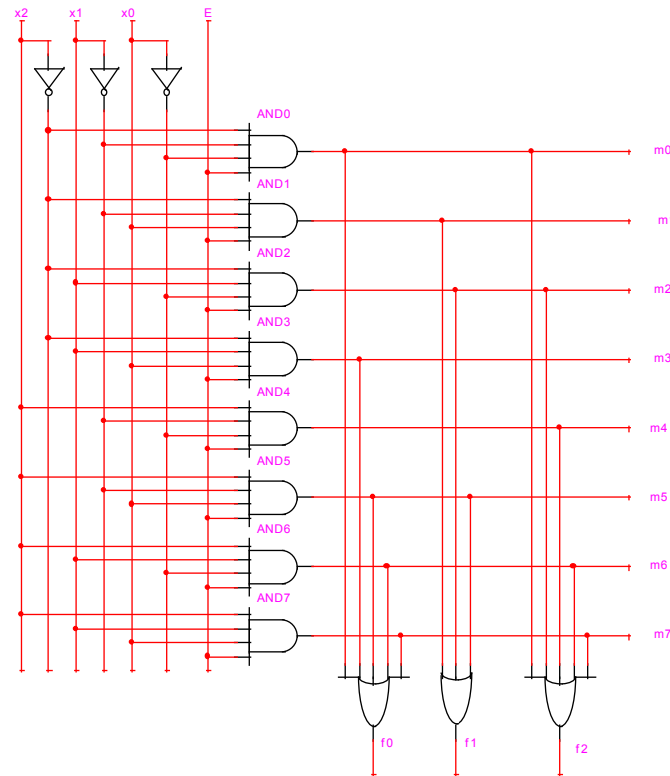 x2 x1 x0 E
AND0
m0
AND1
m
AND2
m2
AND3
m3
AND4
m4
AND5
m5
AND6
m6
AND7
m7
f0 f1 f2